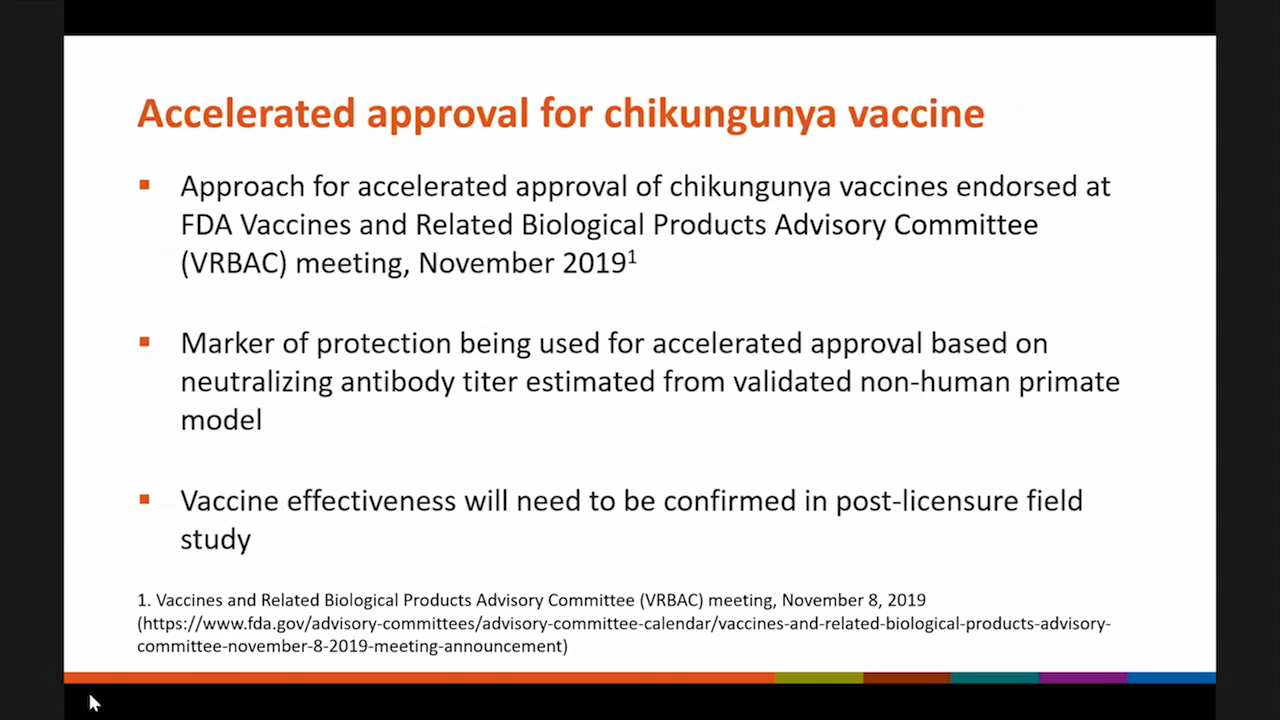 Accelerated approval for chikungunya vaccine
▪ Approach for accelerated approval of chikungunya vaccines endorsed at
FDA Vaccines and Related Biological Products Advisory Committee
(VRBAC) meeting, November 2019¹
▪ Marker of protection being used for accelerated approval based on
neutralizing antibody titer estimated from validated non-human primate
model
▪ Vaccine effectiveness will need to be confirmed in post-licensure field
study
1. Vaccines and Related Biological Products Advisory Committee (VRBAC) meeting, November 8, 2019
(https://www.fda.gov/advisory-committees/advisory-committee-calendar/vaccines-and-related-biological-products-advisory-
committee-november-8-2019-meeting-announcement)